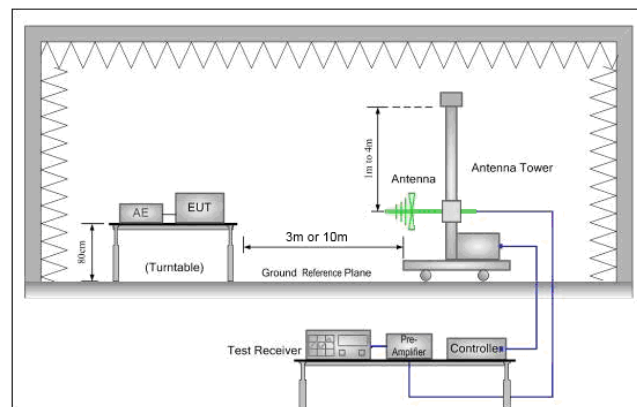 1m to 4m
Antenna
Antenna Tower
AE
EUT
3m or 10m
80cm
(Turntable)
Ground Reference Plane
Test Receiver
Pre-
Amplifier
Controlle